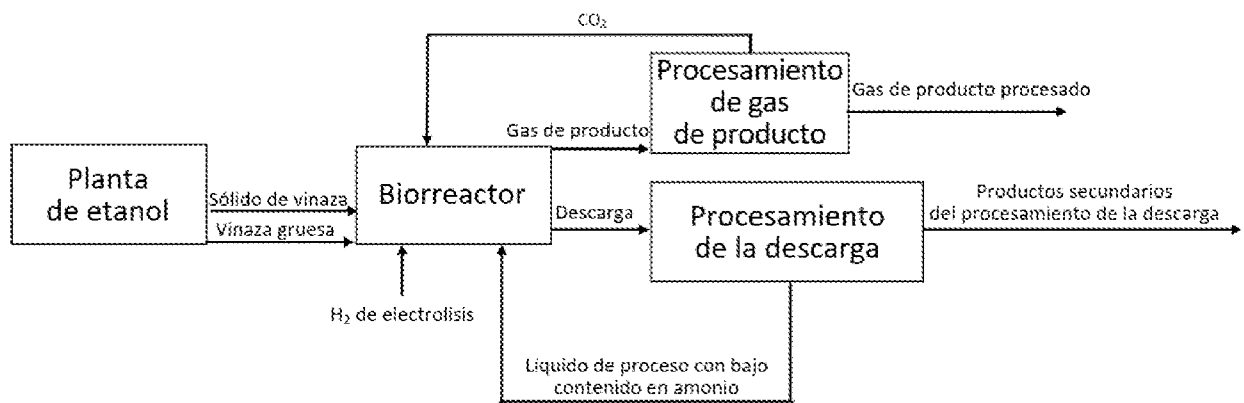 CO₂
Procesamiento
de gas
de producto
Gas de producto procesado
Gas de producto
Planta
de etanol
Sólido de vinaza
Vinaza gruesa
Biorreactor
Descarga
Procesamiento
de la descarga
Productos secundarios
del procesamiento de la descarga
H₂ de electrolisis
Líquido de proceso con bajo
contenido en amonio